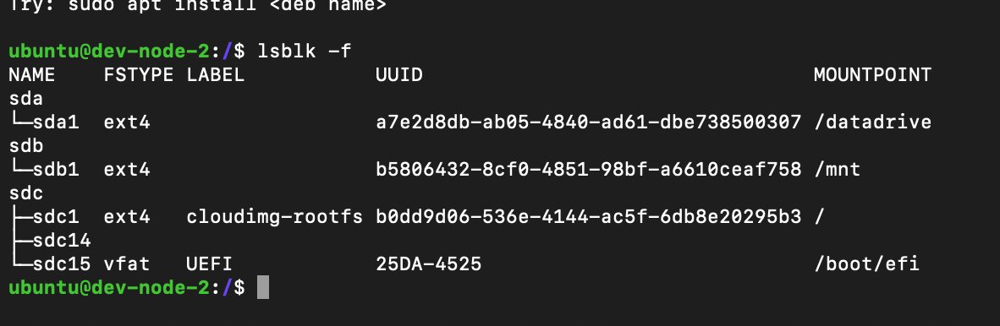 Try: sudo apt install <deb name>
ubuntu@dev-node-2:/$ lsblk -f
NAME    FSTYPE LABEL           UUID                                 MOUNTPOINT
sda
└─sda1  ext4                   a7e2d8db-ab05-4840-ad61-dbe738500307 /datadrive
sdb
└─sdb1  ext4                   b5806432-8cf0-4851-98bf-a6610ceaf758 /mnt
sdc
├─sdc1  ext4   cloudimg-rootfs b0dd9d06-536e-4144-ac5f-6db8e20295b3 /
├─sdc14
└─sdc15 vfat   UEFI            25DA-4525                            /boot/efi
ubuntu@dev-node-2:/$